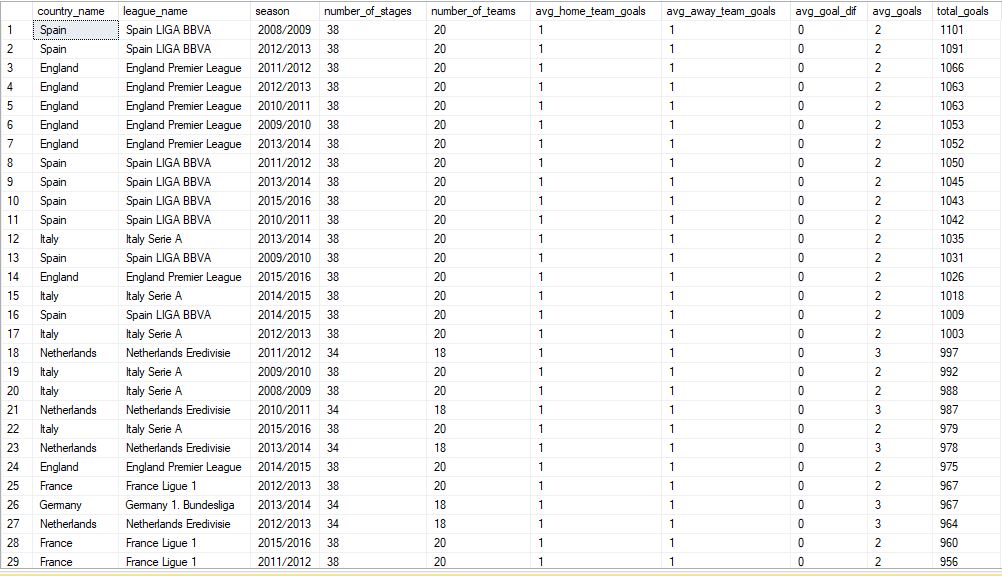 country_name league_name season number_of_stages number_of_teams avg_home_team_goals avg_away_team_goals avg_goal_dif avg_goals total_goals
1 Spain Spain LIGA BBVA 2008/2009 38 20 1 1 0 2 1101
2 Spain Spain LIGA BBVA 2012/2013 38 20 1 1 0 2 1091
3 England England Premier League 2011/2012 38 20 1 1 0 2 1066
4 England England Premier League 2012/2013 38 20 1 1 0 2 1063
5 England England Premier League 2010/2011 38 20 1 1 0 2 1063
6 England England Premier League 2009/2010 38 20 1 1 0 2 1053
7 England England Premier League 2013/2014 38 20 1 1 0 2 1052
8 Spain Spain LIGA BBVA 2011/2012 38 20 1 1 0 2 1050
9 Spain Spain LIGA BBVA 2013/2014 38 20 1 1 0 2 1045
10 Spain Spain LIGA BBVA 2015/2016 38 20 1 1 0 2 1043
11 Spain Spain LIGA BBVA 2010/2011 38 20 1 1 0 2 1042
12 Italy Italy Serie A 2013/2014 38 20 1 1 0 2 1035
13 Spain Spain LIGA BBVA 2009/2010 38 20 1 1 0 2 1031
14 England England Premier League 2015/2016 38 20 1 1 0 2 1026
15 Italy Italy Serie A 2014/2015 38 20 1 1 0 2 1018
16 Spain Spain LIGA BBVA 2014/2015 38 20 1 1 0 2 1009
17 Italy Italy Serie A 2012/2013 38 20 1 1 0 2 1003
18 Netherlands Netherlands Eredivisie 2011/2012 34 18 1 1 0 3 997
19 Italy Italy Serie A 2009/2010 38 20 1 1 0 2 992
20 Italy Italy Serie A 2008/2009 38 20 1 1 0 2 988
21 Netherlands Netherlands Eredivisie 2010/2011 34 18 1 1 0 3 987
22 Italy Italy Serie A 2015/2016 38 20 1 1 0 2 979
23 Netherlands Netherlands Eredivisie 2013/2014 34 18 1 1 0 3 978
24 England England Premier League 2014/2015 38 20 1 1 0 2 975
25 France France Ligue 1 2012/2013 38 20 1 1 0 2 967
26 Germany Germany 1. Bundesliga 2013/2014 34 18 1 1 0 3 967
27 Netherlands Netherlands Eredivisie 2012/2013 34 18 1 1 0 3 964
28 France France Ligue 1 2015/2016 38 20 1 1 0 2 960
29 France France Ligue 1 2011/2012 38 20 1 1 0 2 956